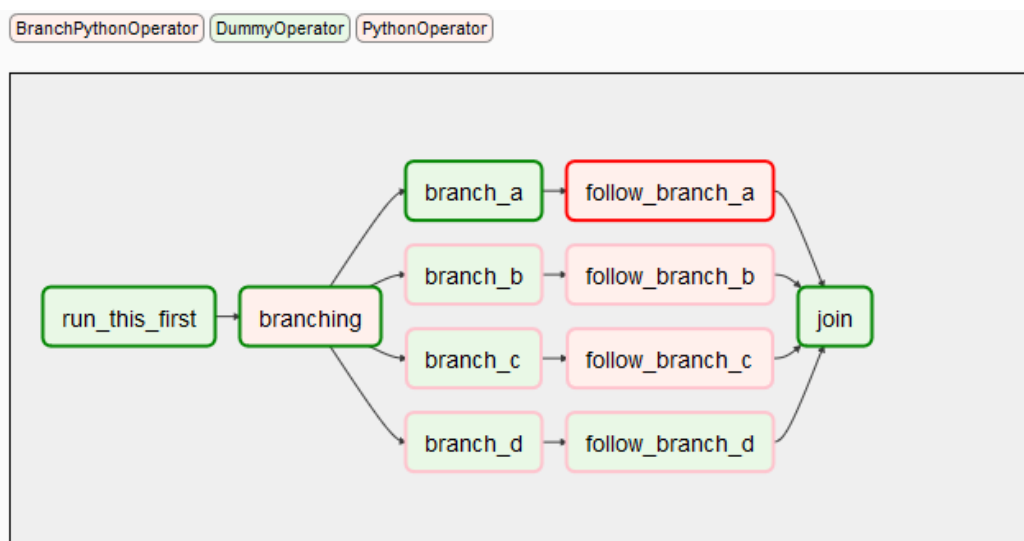 BranchPythonOperator DummyOperator PythonOperator
branch_a follow_branch_a
branch_b follow_branch_b
run_this_first branching join
branch_c follow_branch_c
branch_d follow_branch_d